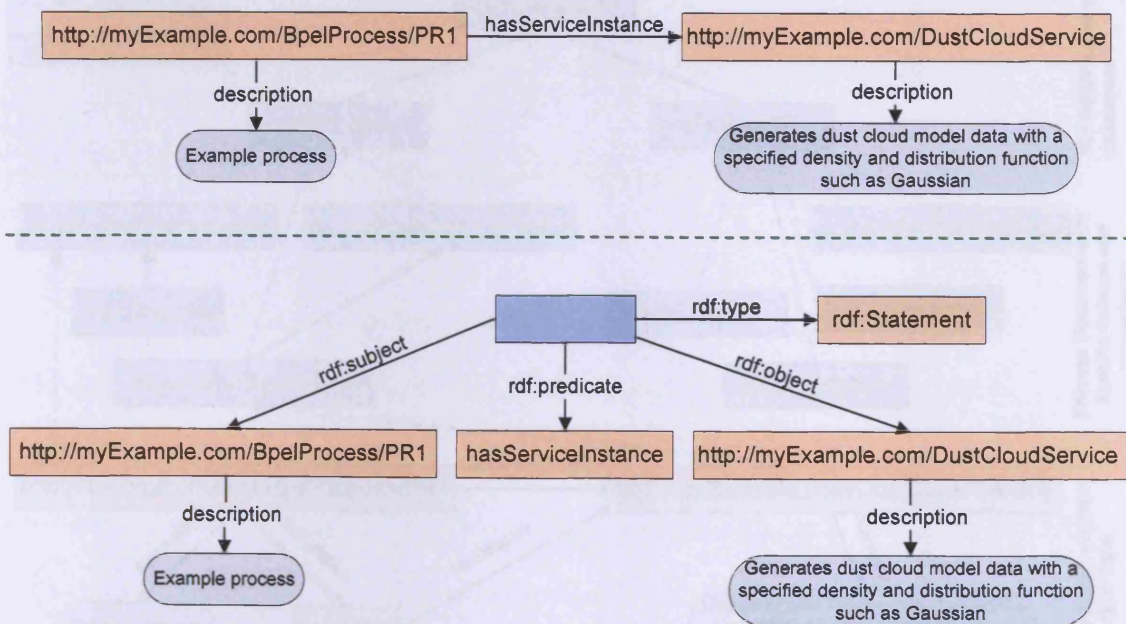 http://myExample.com/BpelProcess/PR1
hasServiceInstance
http://myExample.com/DustCloudService
description
description
Example process
Generates dust cloud model data with a
specified density and distribution function
such as Gaussian
rdf:type
rdf:Statement
rdf:subject
rdf:predicate
rdf:object
http://myExample.com/BpelProcess/PR1
hasServiceInstance
http://myExample.com/DustCloudService
description
description
Example process
Generates dust cloud model data with a
specified density and distribution function
such as Gaussian